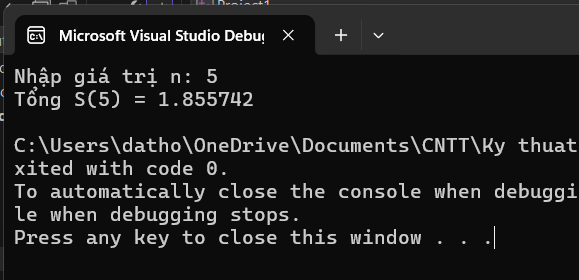 Project1
Microsoft Visual Studio Debug
Nhập giá trị n: 5
Tổng S(5) = 1.855742
C:\Users\datho\OneDrive\Documents\CNTT\Ky thuat
xited with code 0.
To automatically close the console when debuggi
le when debugging stops.
Press any key to close this window . . .